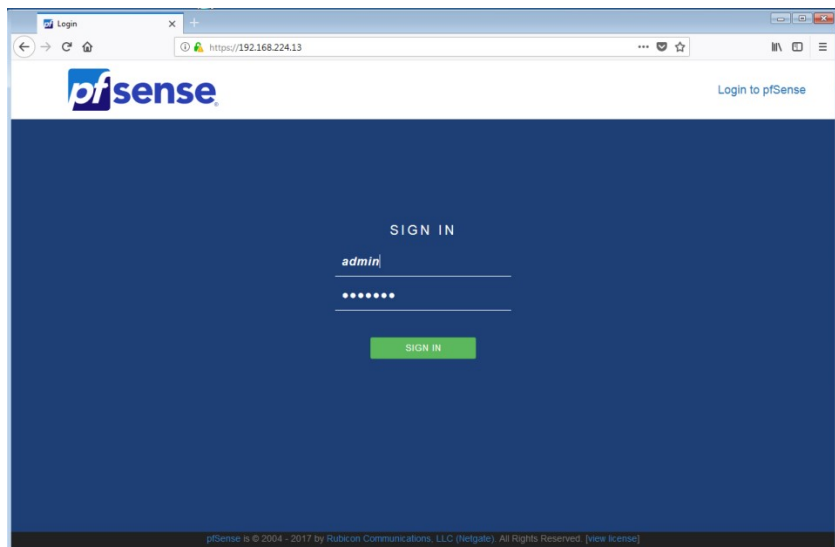 Login
https://192.168.224.13
pfsense
Login to pfSense
SIGN IN
admin
•••••••
SIGN IN
pfSense is © 2004 - 2017 by Rubicon Communications, LLC (Netgate). All Rights Reserved. [view license]